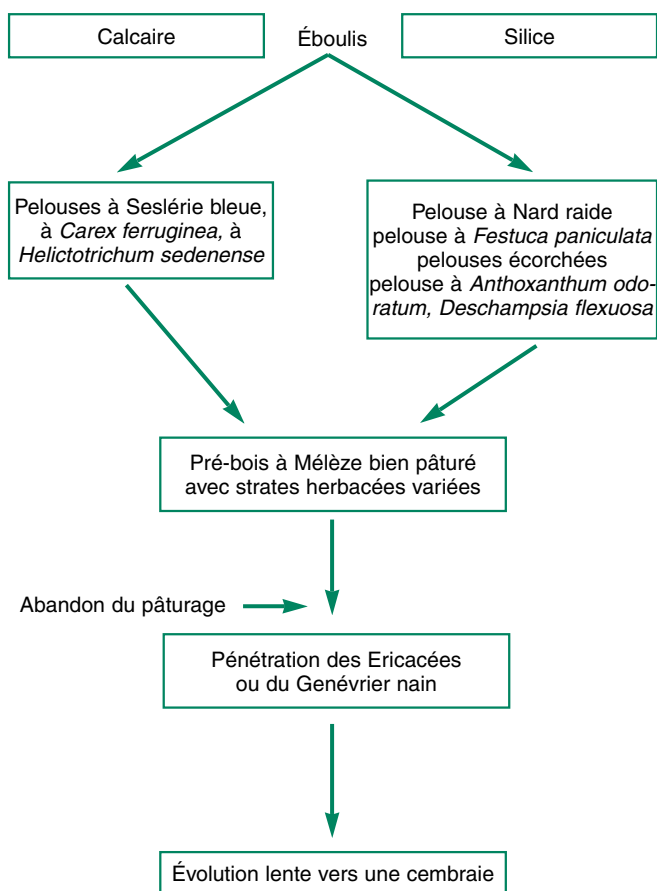 Calcaire
Éboulis
Silice
Pelouses à Seslérie bleue,
à Carex ferruginea, à
Helictotrichum sedenense
Pelouse à Nard raide
pelouse à Festuca paniculata
pelouses écorchées
pelouse à Anthoxanthum odo-
ratum, Deschampsia flexuosa
Pré-bois à Mélèze bien pâturé
avec strates herbacées variées
Abandon du pâturage
Pénétration des Ericacées
ou du Genévrier nain
Évolution lente vers une cembraie